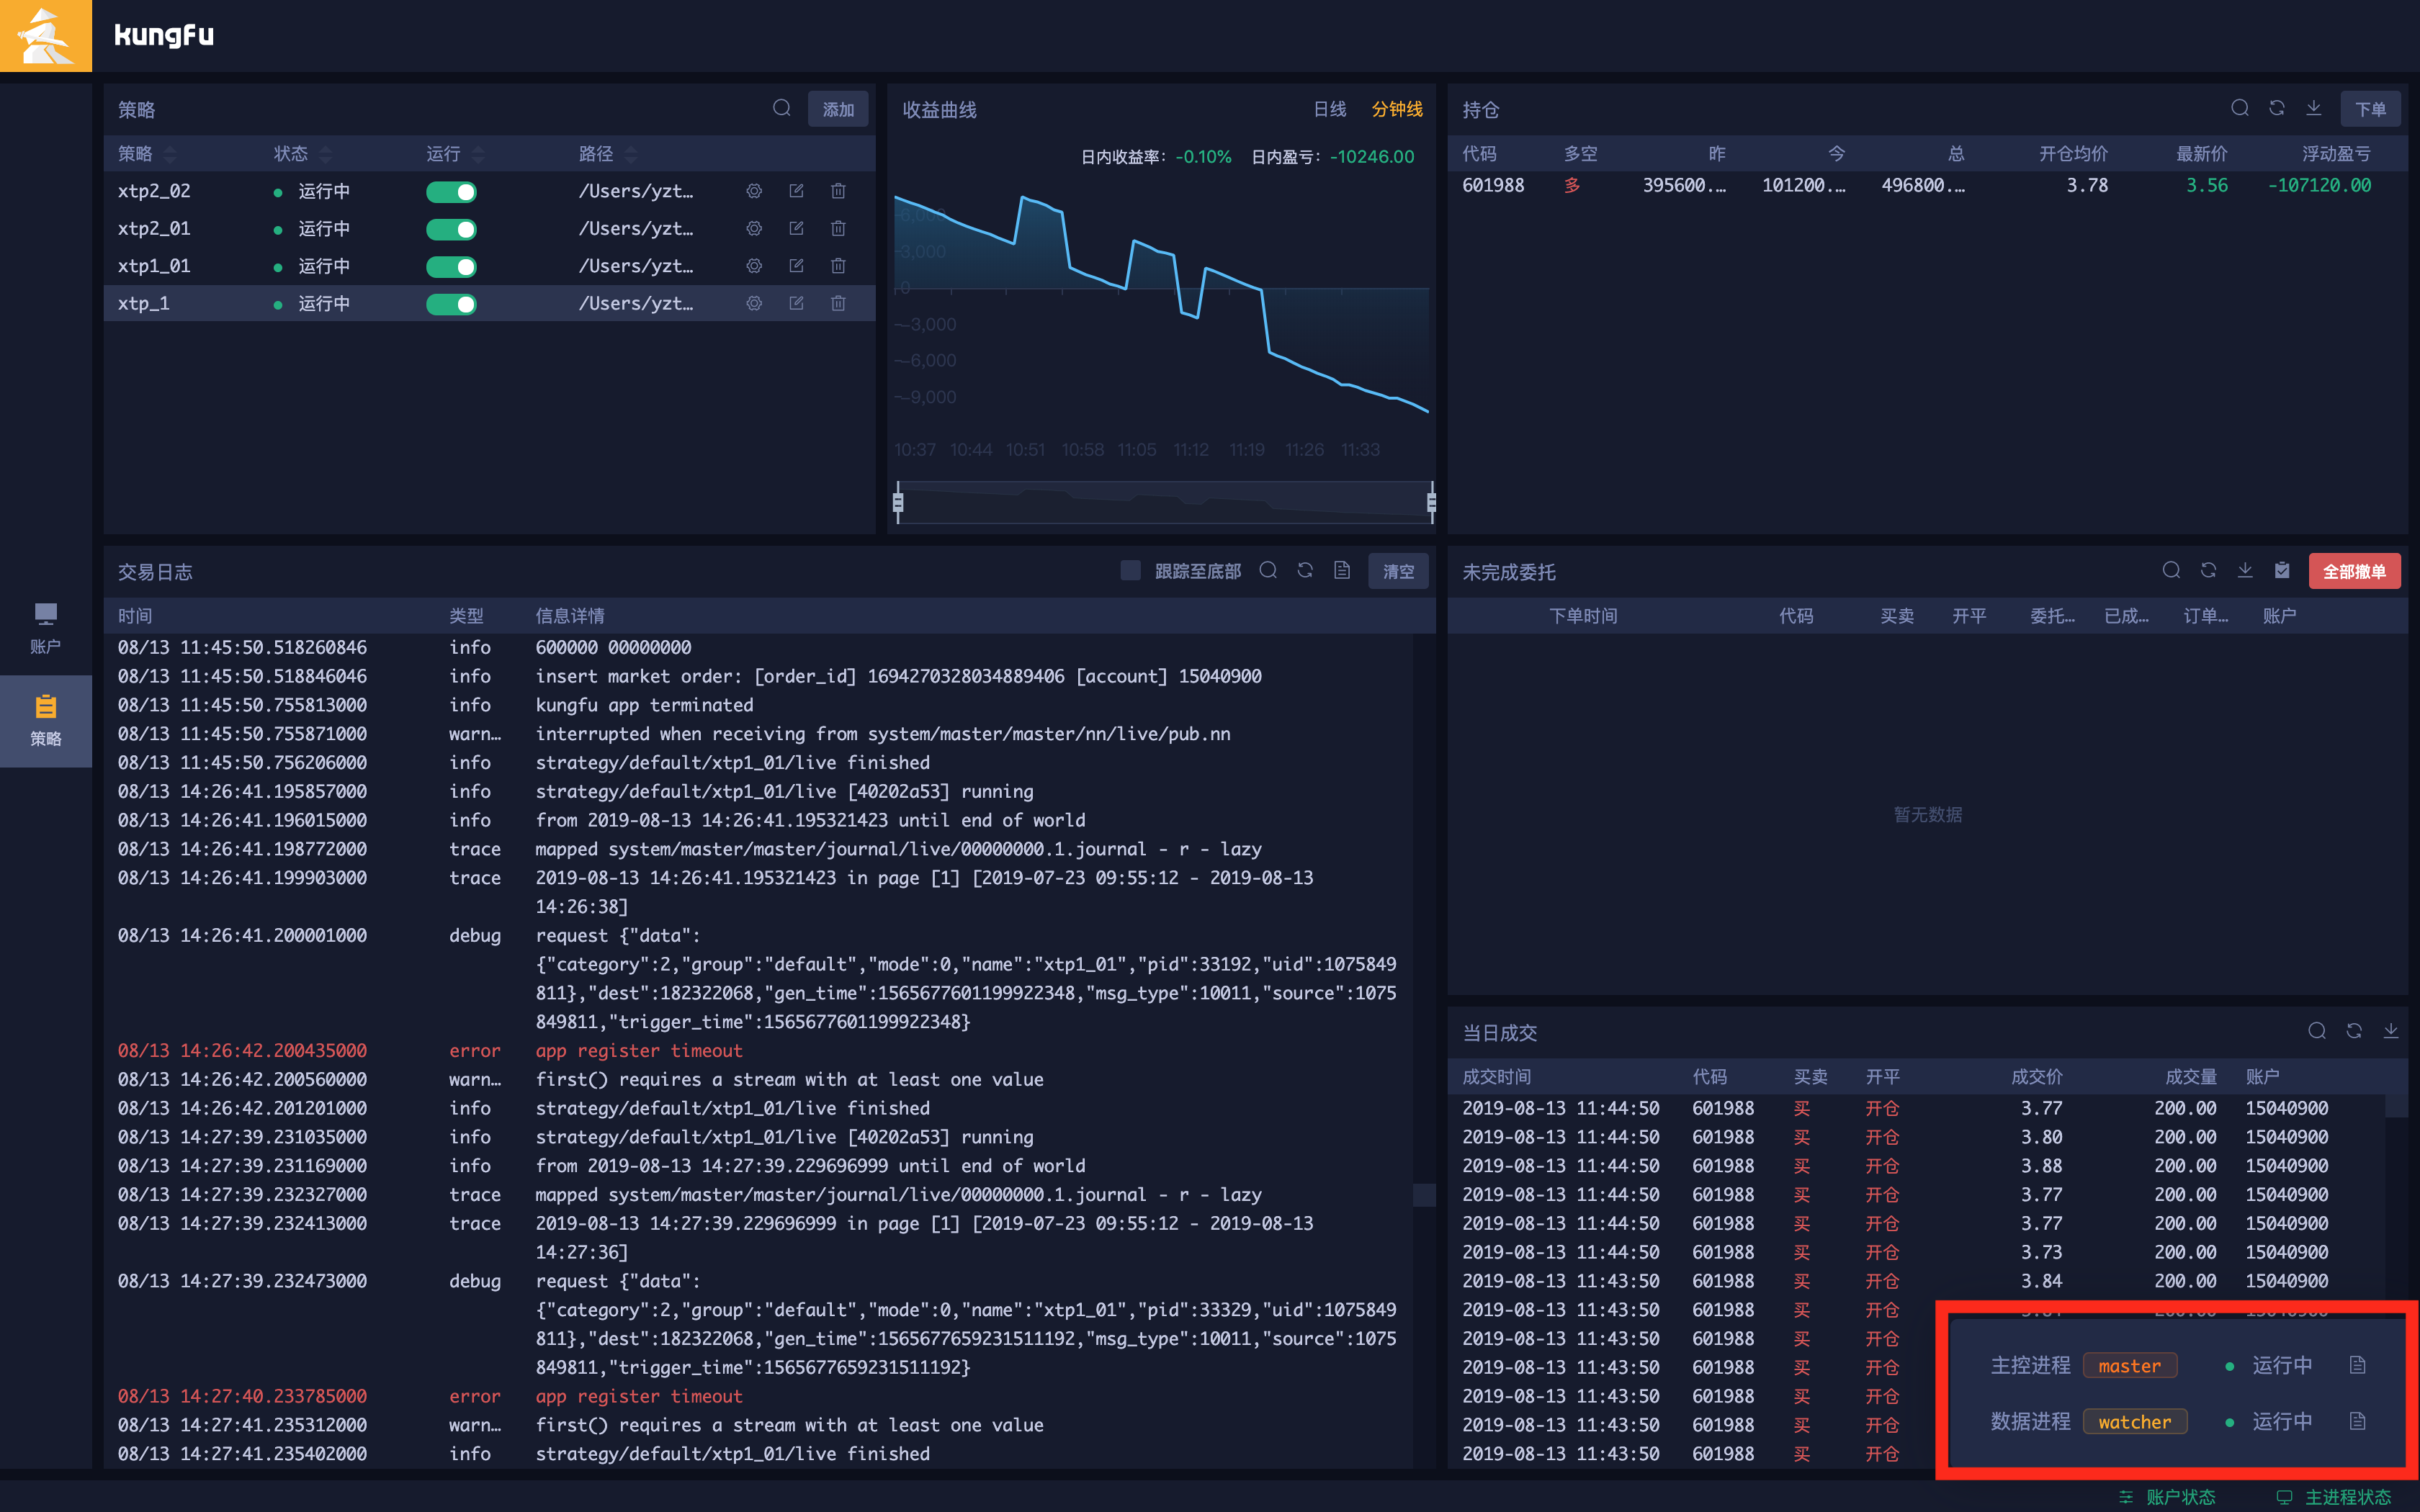 kungfu
策略 添加
策略 状态 运行 路径
xtp2_02 运行中 /Users/yzt...
xtp2_01 运行中 /Users/yzt...
xtp1_01 运行中 /Users/yzt...
xtp_1 运行中 /Users/yzt...
收益曲线 日线 分钟线
日内收益率：-0.10% 日内盈亏：-10246.00
6,000
3,000
0
-3,000
-6,000
-9,000
10:37 10:44 10:51 10:58 11:05 11:12 11:19 11:26 11:33
持仓 下单
代码 多空 昨 今 总 开仓均价 最新价 浮动盈亏
601988 多 395600.... 101200.... 496800.... 3.78 3.56 -107120.00
账户
策略
交易日志 跟踪至底部 清空
时间 类型 信息详情
08/13 11:45:50.518260846 info 600000 00000000
08/13 11:45:50.518846046 info insert market order: [order_id] 1694270328034889406 [account] 15040900
08/13 11:45:50.755813000 info kungfu app terminated
08/13 11:45:50.755871000 warn... interrupted when receiving from system/master/master/nn/live/pub.nn
08/13 11:45:50.756206000 info strategy/default/xtp1_01/live finished
08/13 14:26:41.195857000 info strategy/default/xtp1_01/live [40202a53] running
08/13 14:26:41.196015000 info from 2019-08-13 14:26:41.195321423 until end of world
08/13 14:26:41.198772000 trace mapped system/master/master/journal/live/00000000.1.journal - r - lazy
08/13 14:26:41.199903000 trace 2019-08-13 14:26:41.195321423 in page [1] [2019-07-23 09:55:12 - 2019-08-13
14:26:38]
08/13 14:26:41.200001000 debug request {"data":
{"category":2,"group":"default","mode":0,"name":"xtp1_01","pid":33192,"uid":1075849
811},"dest":182322068,"gen_time":1565677601199922348,"msg_type":10011,"source":1075
849811,"trigger_time":1565677601199922348}
08/13 14:26:42.200435000 error app register timeout
08/13 14:26:42.200560000 warn... first() requires a stream with at least one value
08/13 14:26:42.201201000 info strategy/default/xtp1_01/live finished
08/13 14:27:39.231035000 info strategy/default/xtp1_01/live [40202a53] running
08/13 14:27:39.231169000 info from 2019-08-13 14:27:39.229696999 until end of world
08/13 14:27:39.232327000 trace mapped system/master/master/journal/live/00000000.1.journal - r - lazy
08/13 14:27:39.232413000 trace 2019-08-13 14:27:39.229696999 in page [1] [2019-07-23 09:55:12 - 2019-08-13
14:27:36]
08/13 14:27:39.232473000 debug request {"data":
{"category":2,"group":"default","mode":0,"name":"xtp1_01","pid":33329,"uid":1075849
811},"dest":182322068,"gen_time":1565677659231511192,"msg_type":10011,"source":1075
849811,"trigger_time":1565677659231511192}
08/13 14:27:40.233785000 error app register timeout
08/13 14:27:41.235312000 warn... first() requires a stream with at least one value
08/13 14:27:41.235402000 info strategy/default/xtp1_01/live finished
未完成委托 全部撤单
下单时间 代码 买卖 开平 委托... 已成... 订单... 账户
暂无数据
当日成交
成交时间 代码 买卖 开平 成交价 成交量 账户
2019-08-13 11:44:50 601988 买 开仓 3.77 200.00 15040900
2019-08-13 11:44:50 601988 买 开仓 3.80 200.00 15040900
2019-08-13 11:44:50 601988 买 开仓 3.88 200.00 15040900
2019-08-13 11:44:50 601988 买 开仓 3.77 200.00 15040900
2019-08-13 11:44:50 601988 买 开仓 3.77 200.00 15040900
2019-08-13 11:44:50 601988 买 开仓 3.73 200.00 15040900
2019-08-13 11:43:50 601988 买 开仓 3.84 200.00 15040900
2019-08-13 11:43:50 601988 买 开仓
2019-08-13 11:43:50 601988 买 开仓
2019-08-13 11:43:50 601988 买 开仓
2019-08-13 11:43:50 601988 买 开仓
2019-08-13 11:43:50 601988 买 开仓
2019-08-13 11:43:50 601988 买 开仓
主控进程 master 运行中
数据进程 watcher 运行中
账户状态 主进程状态